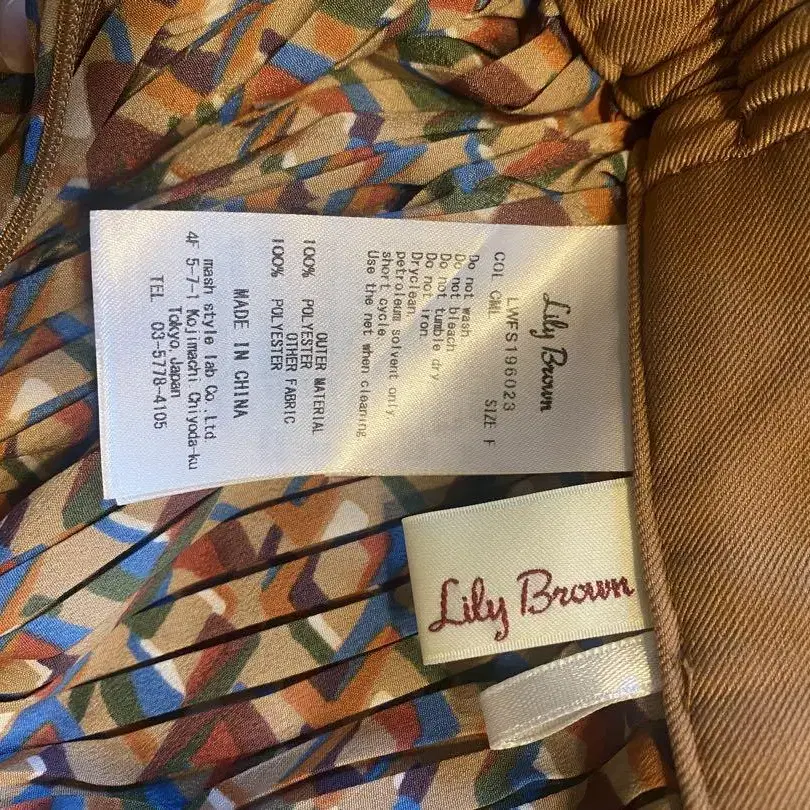 Lily Brown
LWFS196023
COL CML SIZE F
Do not wash
Do not bleach
Do not tumble dry
Do not iron
Dryclean
petroleum solvent only
short cycle
Use the net when cleaning
OUTER MATERIAL
100% POLYESTER
OTHER FABRIC
100% POLYESTER
MADE IN CHINA
mash style lab Co.,Ltd.
4F 5-7-1 Kojimachi Chiyoda-ku
Tokyo, Japan
TEL 03-5778-4105
Lily Brown